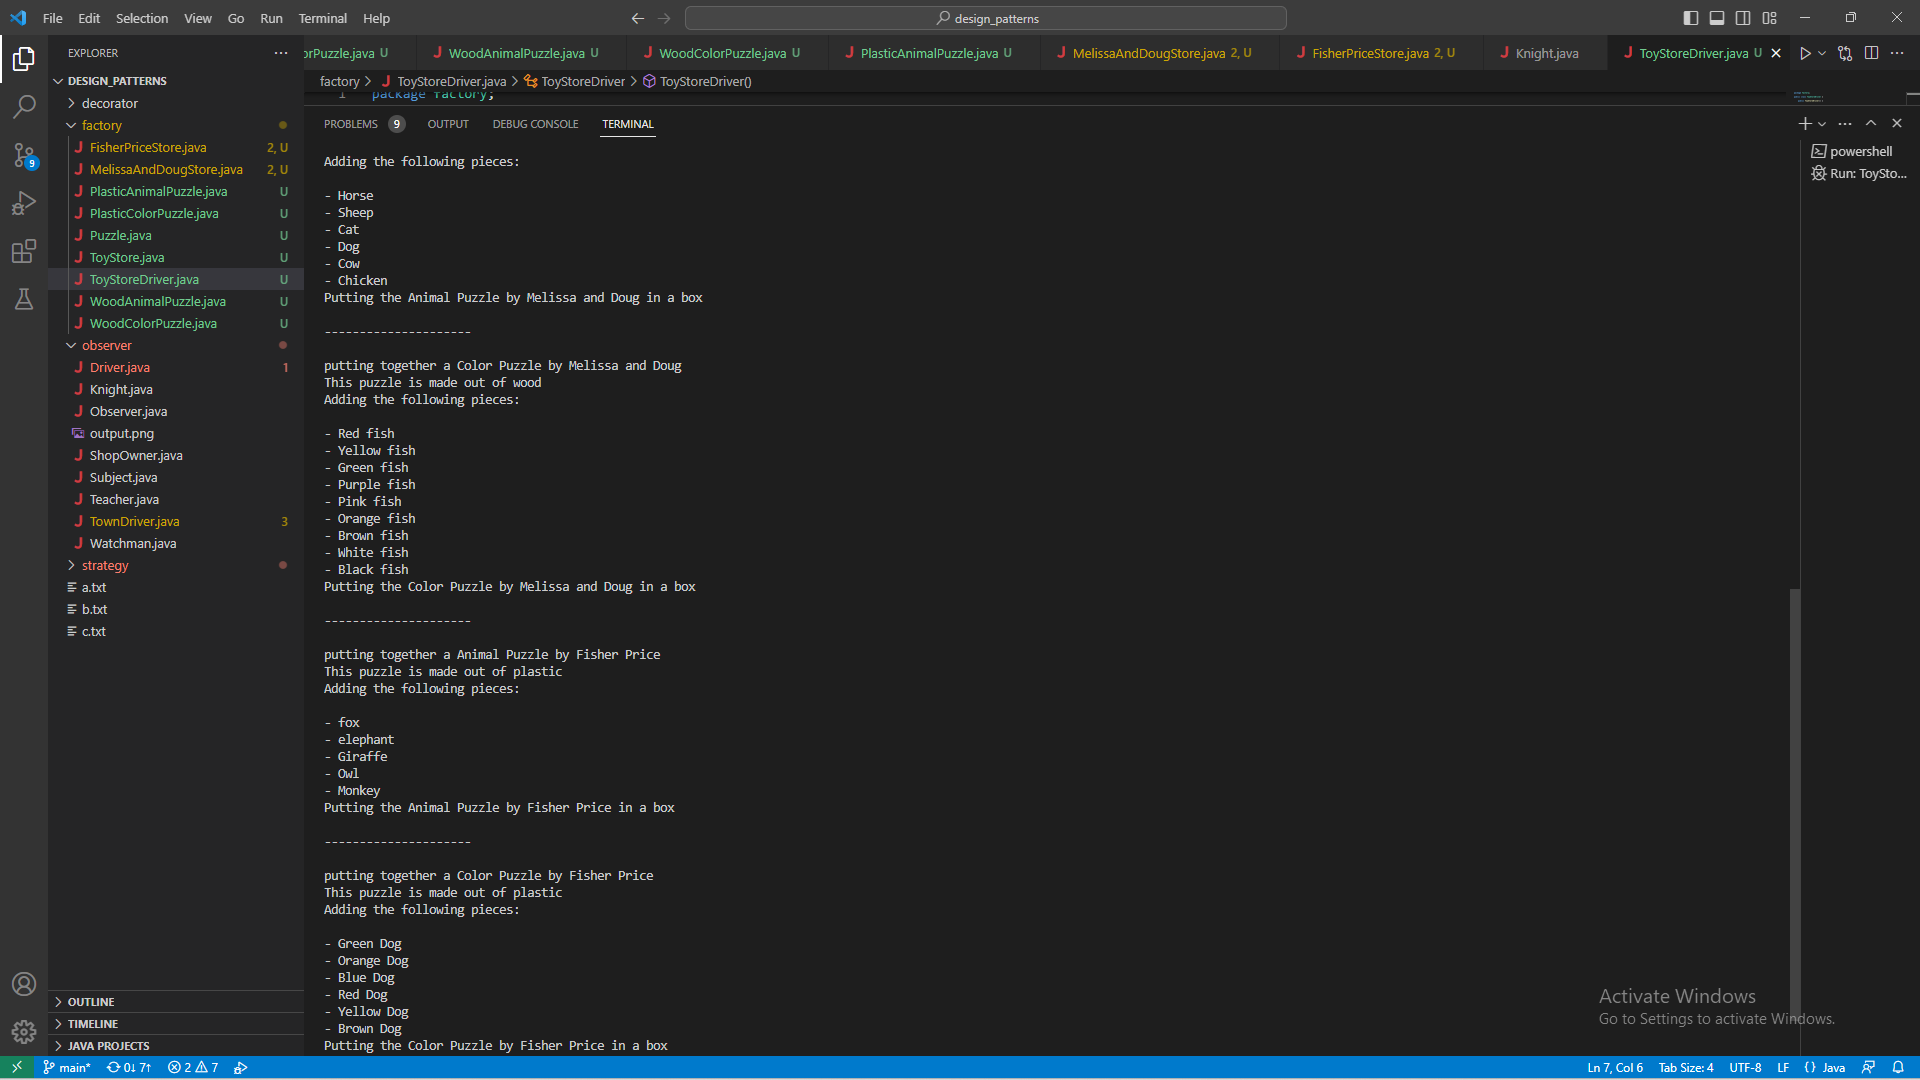 File Edit Selection View Go Run Terminal Help
design_patterns
EXPLORER
orPuzzle.java U
WoodAnimalPuzzle.java U
WoodColorPuzzle.java U
PlasticAnimalPuzzle.java U
MelissaAndDougStore.java 2, U
FisherPriceStore.java 2, U
Knight.java
ToyStoreDriver.java U
factory > ToyStoreDriver.java > ToyStoreDriver > ToyStoreDriver()
1 package factory;
DESIGN_PATTERNS
decorator
factory
FisherPriceStore.java 2, U
MelissaAndDougStore.java 2, U
PlasticAnimalPuzzle.java U
PlasticColorPuzzle.java U
Puzzle.java U
ToyStore.java U
ToyStoreDriver.java U
WoodAnimalPuzzle.java U
WoodColorPuzzle.java U
observer
Driver.java 1
Knight.java
Observer.java
output.png
ShopOwner.java
Subject.java
Teacher.java
TownDriver.java 3
Watchman.java
strategy
a.txt
b.txt
c.txt
OUTLINE
TIMELINE
JAVA PROJECTS
PROBLEMS 9 OUTPUT DEBUG CONSOLE TERMINAL
powershell
Run: ToySto...
Adding the following pieces:
- Horse
- Sheep
- Cat
- Dog
- Cow
- Chicken
Putting the Animal Puzzle by Melissa and Doug in a box
---------------------
putting together a Color Puzzle by Melissa and Doug
This puzzle is made out of wood
Adding the following pieces:
- Red fish
- Yellow fish
- Green fish
- Purple fish
- Pink fish
- Orange fish
- Brown fish
- White fish
- Black fish
Putting the Color Puzzle by Melissa and Doug in a box
---------------------
putting together a Animal Puzzle by Fisher Price
This puzzle is made out of plastic
Adding the following pieces:
- fox
- elephant
- Giraffe
- Owl
- Monkey
Putting the Animal Puzzle by Fisher Price in a box
---------------------
putting together a Color Puzzle by Fisher Price
This puzzle is made out of plastic
Adding the following pieces:
- Green Dog
- Orange Dog
- Blue Dog
- Red Dog
- Yellow Dog
- Brown Dog
Putting the Color Puzzle by Fisher Price in a box
Activate Windows
Go to Settings to activate Windows.
9
main* 0↓ 7↑ 2 7
Ln 7, Col 6 Tab Size: 4 UTF-8 LF {} Java